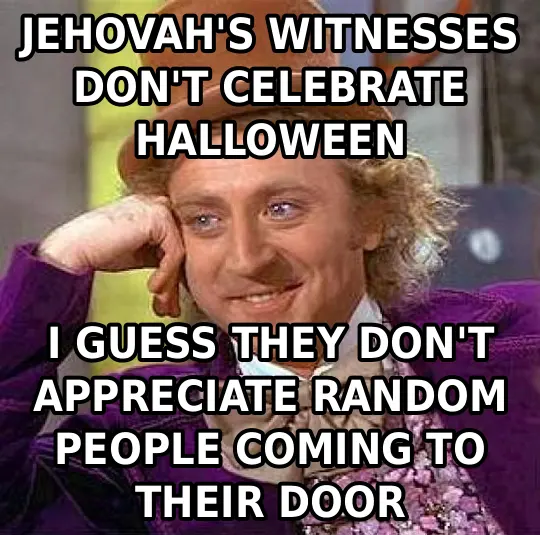 JEHOVAH'S WITNESSES
DON'T CELEBRATE
HALLOWEEN
I GUESS THEY DON'T
APPRECIATE RANDOM
PEOPLE COMING TO
THEIR DOOR